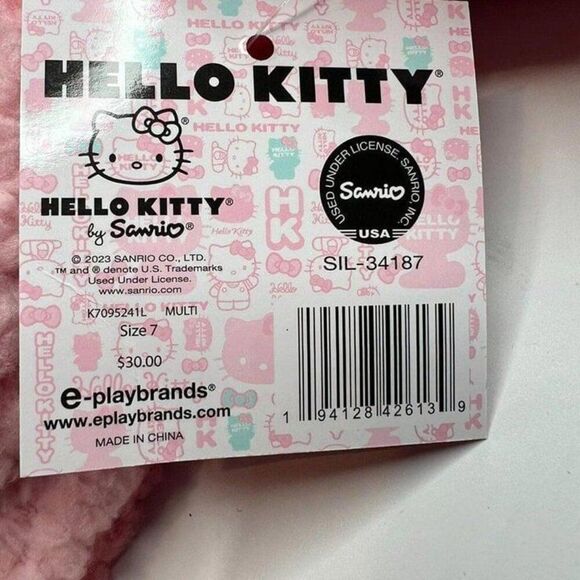 HELLO KITTY®
HELLO KITTY®
by Sanrio®
© 2023 SANRIO CO., LTD.
™ and ® denote U.S. Trademarks
Used Under License.
www.sanrio.com
K7095241L MULTI
Size 7
$30.00
e-playbrands®
www.eplaybrands.com
MADE IN CHINA
USED UNDER LICENSE. SANRIO, INC.
Sanrio
USA
SIL-34187
1 94128 42613 9